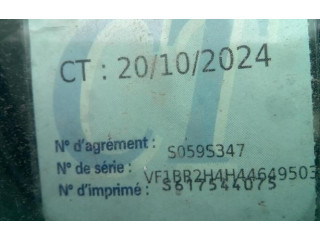 CT : 20/10/2024
N° d'agrément : S059S347
N° de série : VF1BR2H4H44649503
N° d'imprimé : S617544075